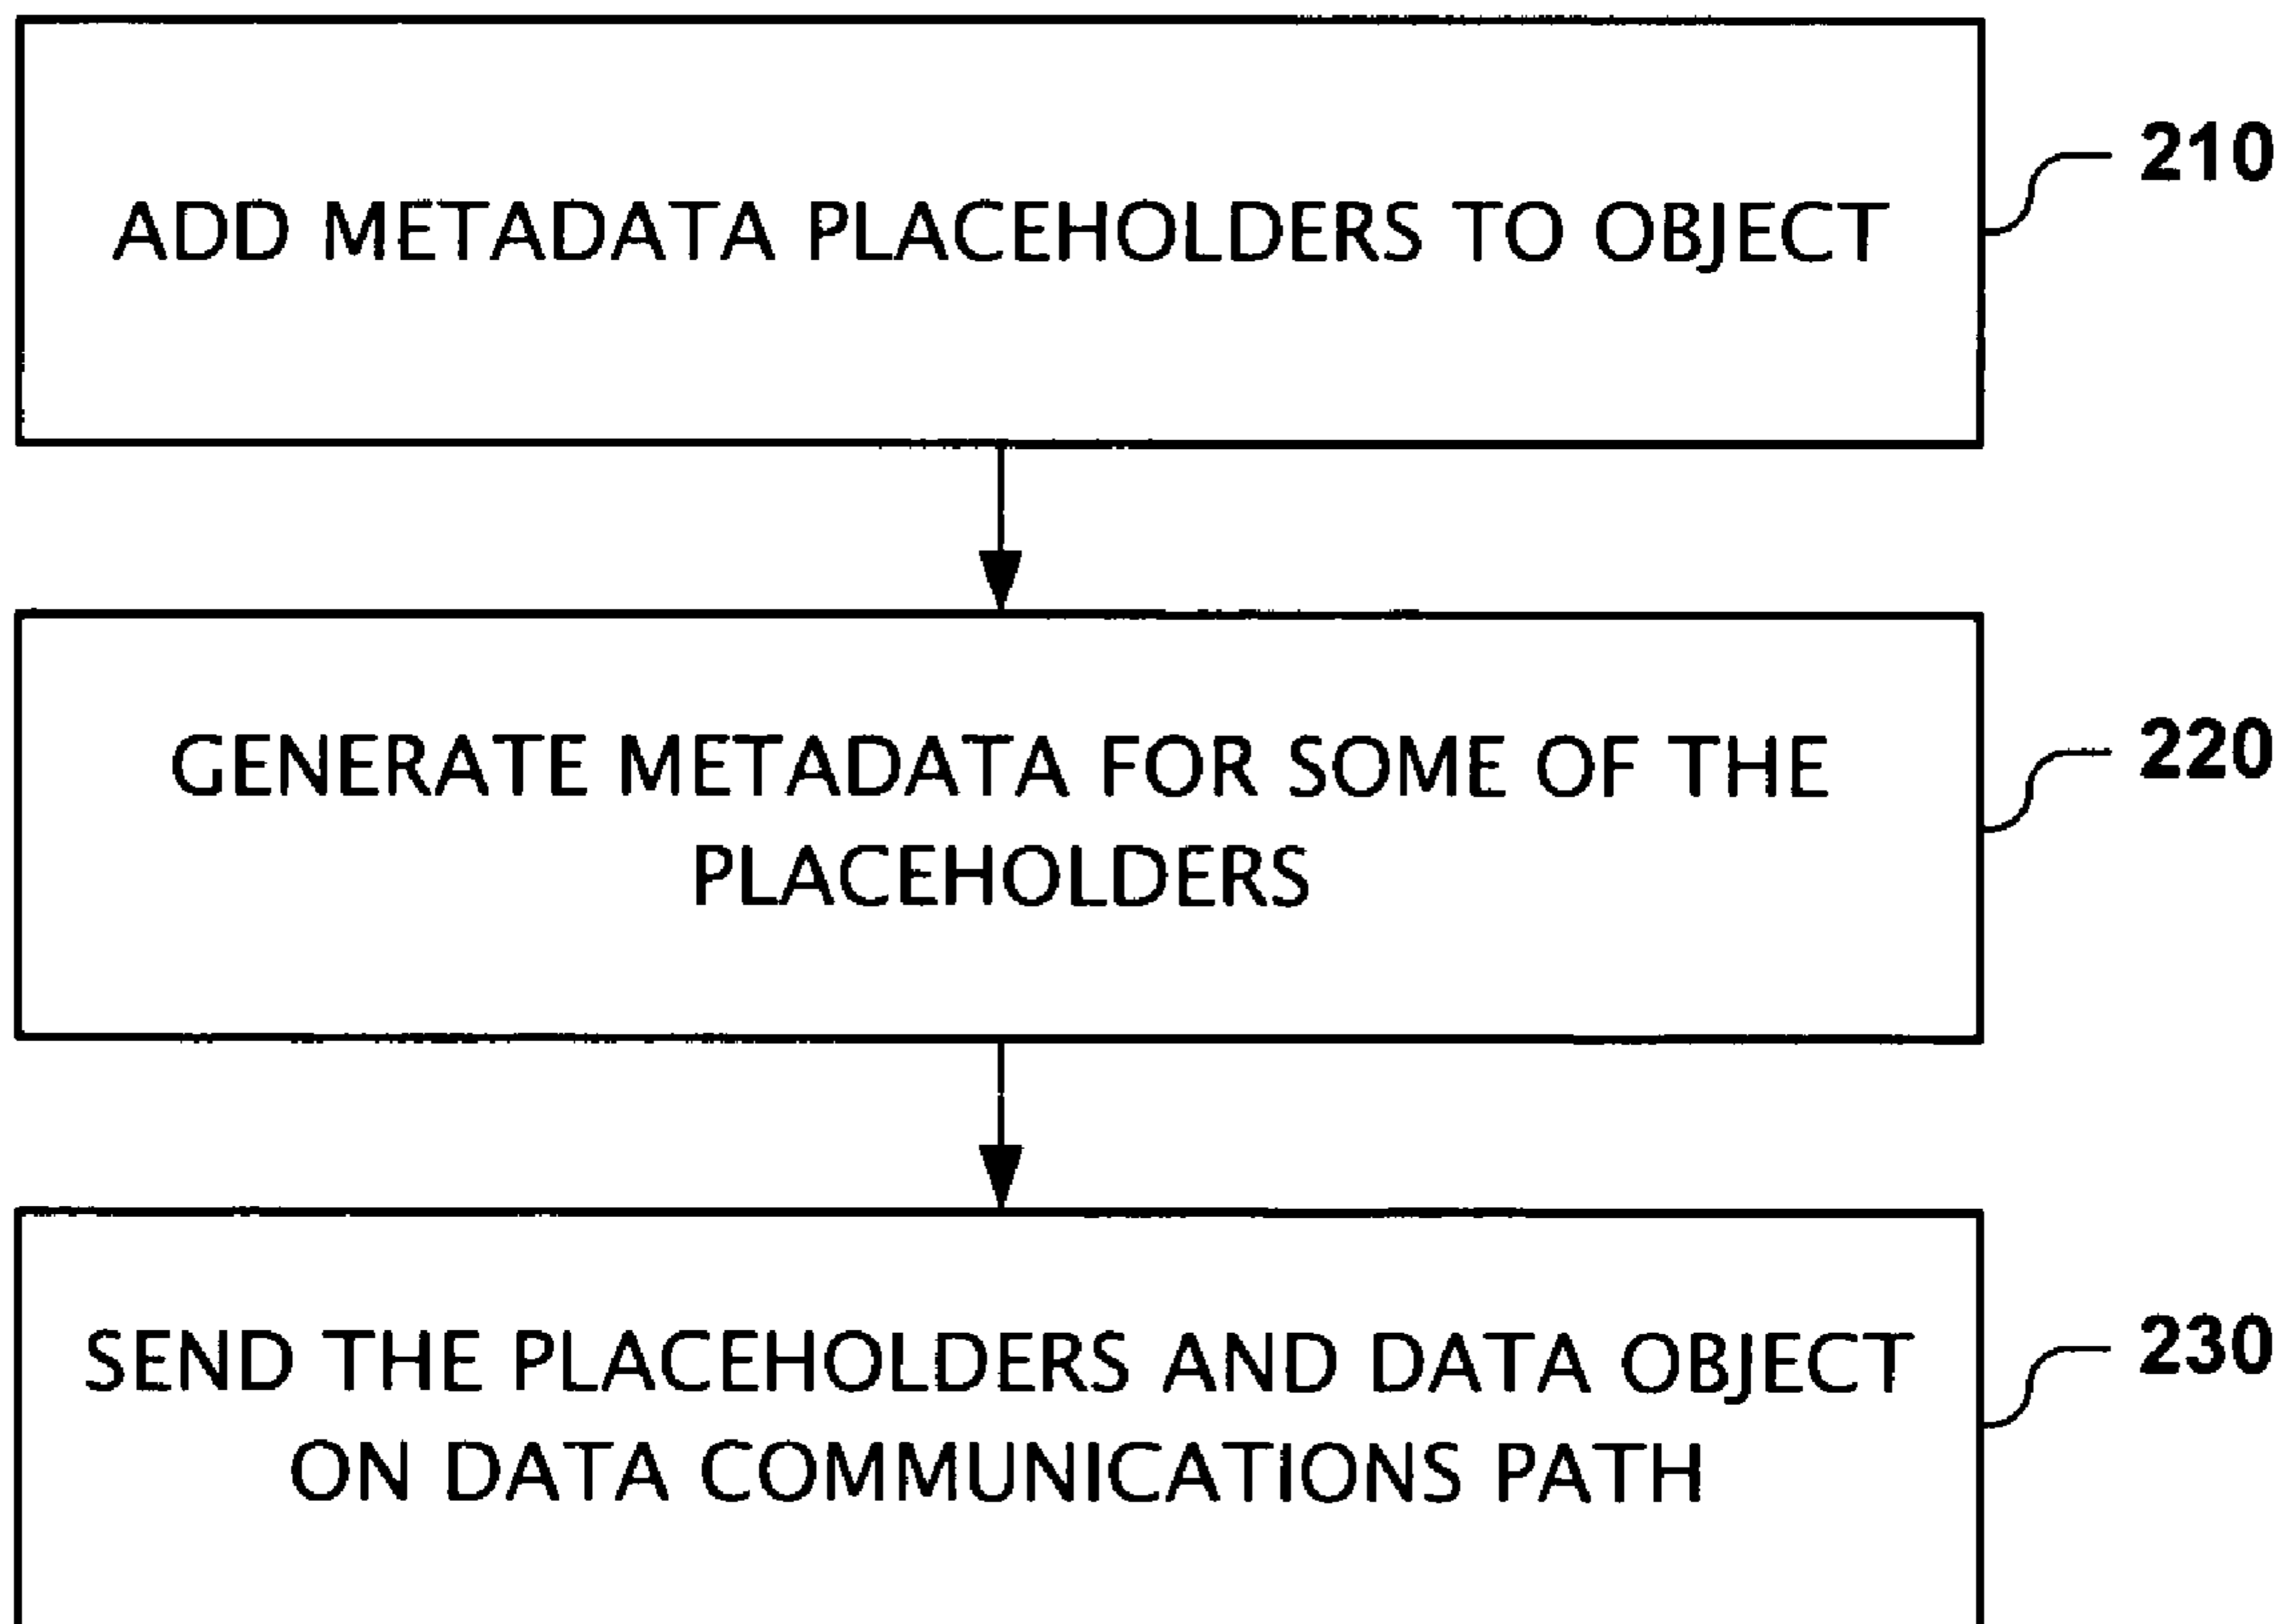 ADD METADATA PLACEHOLDERS TO OBJECT
210
GENERATE METADATA FOR SOME OF THE
PLACEHOLDERS
220
SEND THE PLACEHOLDERS AND DATA OBJECT
ON DATA COMMUNICATIONS PATH
230